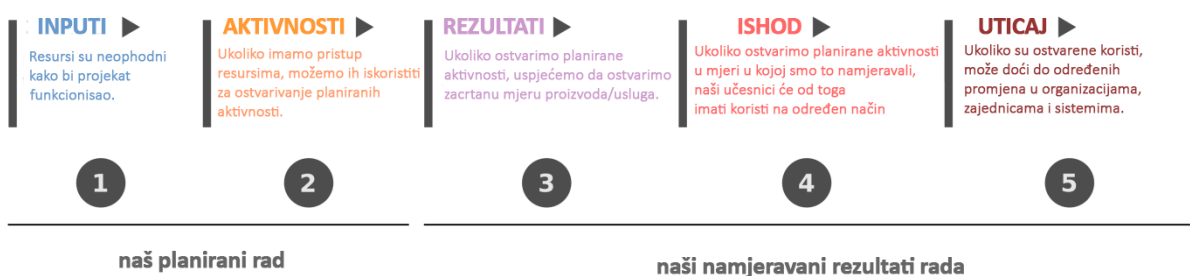 INPUTI
Resursi su neophodni
kako bi projekat
funkcionisao.
AKTIVNOSTI
Ukoliko imamo pristup
resursima, možemo ih iskoristiti
za ostvarivanje planiranih
aktivnosti.
REZULTATI
Ukoliko ostvarimo planirane
aktivnosti, uspjećemo da ostvarimo
zacrtanu mjeru proizvoda/usluga.
ISHOD
Ukoliko ostvarimo planirane aktivnosti
u mjeri u kojoj smo to namjeravali,
naši učesnici će od toga
imati koristi na određen način
UTICAJ
Ukoliko su ostvarene koristi,
može doći do određenih
promjena u organizacijama,
zajednicama i sistemima.
1
2
3
4
5
naš planirani rad
naši namjeravani rezultati rada